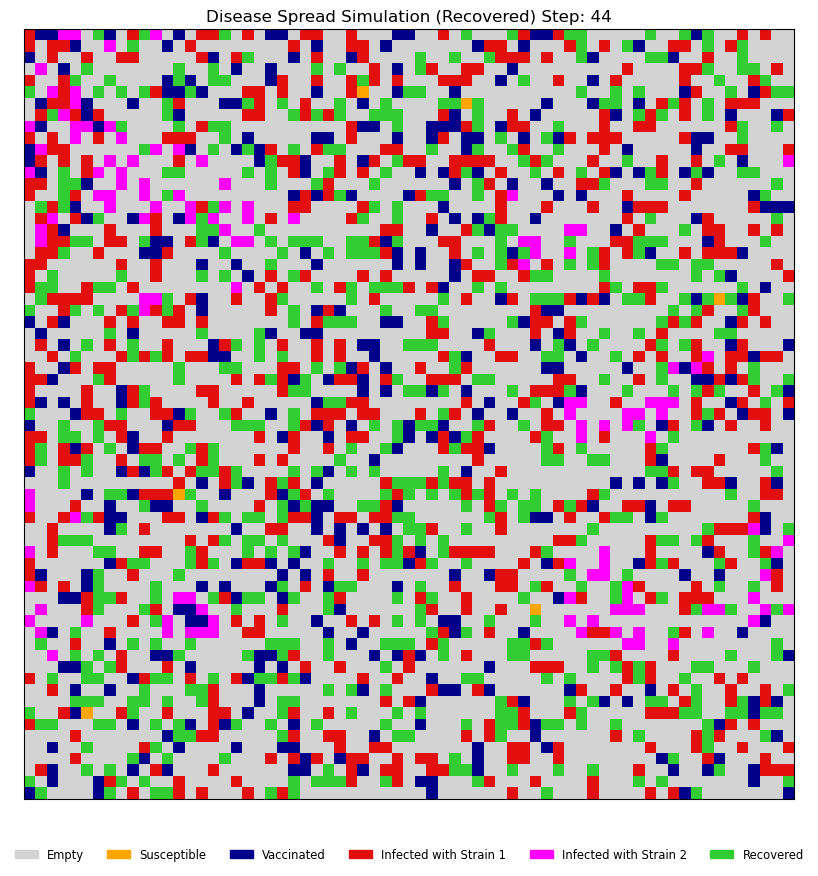 Disease Spread Simulation (Recovered) Step: 44
Empty Susceptible Vaccinated Infected with Strain 1 Infected with Strain 2 Recovered